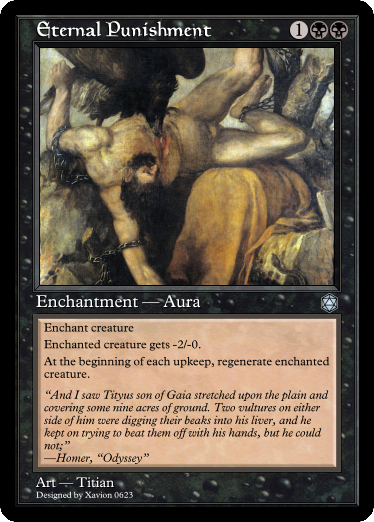 Eternal Punishment 1
Enchantment — Aura
Enchant creature
Enchanted creature gets -2/-0.
At the beginning of each upkeep, regenerate enchanted
creature.
“And I saw Tityus son of Gaia stretched upon the plain and
covering some nine acres of ground. Two vultures on either
side of him were digging their beaks into his liver, and he
kept on trying to beat them off with his hands, but he could
not;”
—Homer, “Odyssey”
Art — Titian
Designed by Xavion 0623